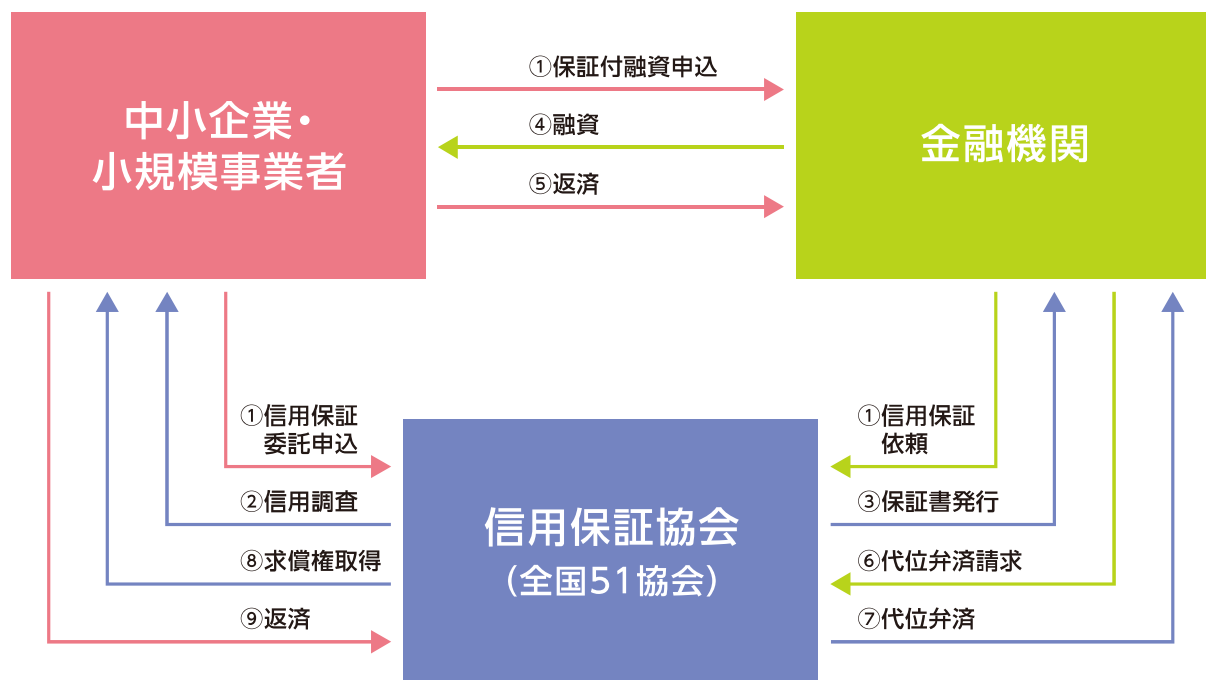 中小企業・
小規模事業者
①保証付融資申込
④融資
⑤返済
金融機関
①信用保証
委託申込
②信用調査
⑧求償権取得
⑨返済
信用保証協会
（全国51協会）
①信用保証
依頼
③保証書発行
⑥代位弁済請求
⑦代位弁済